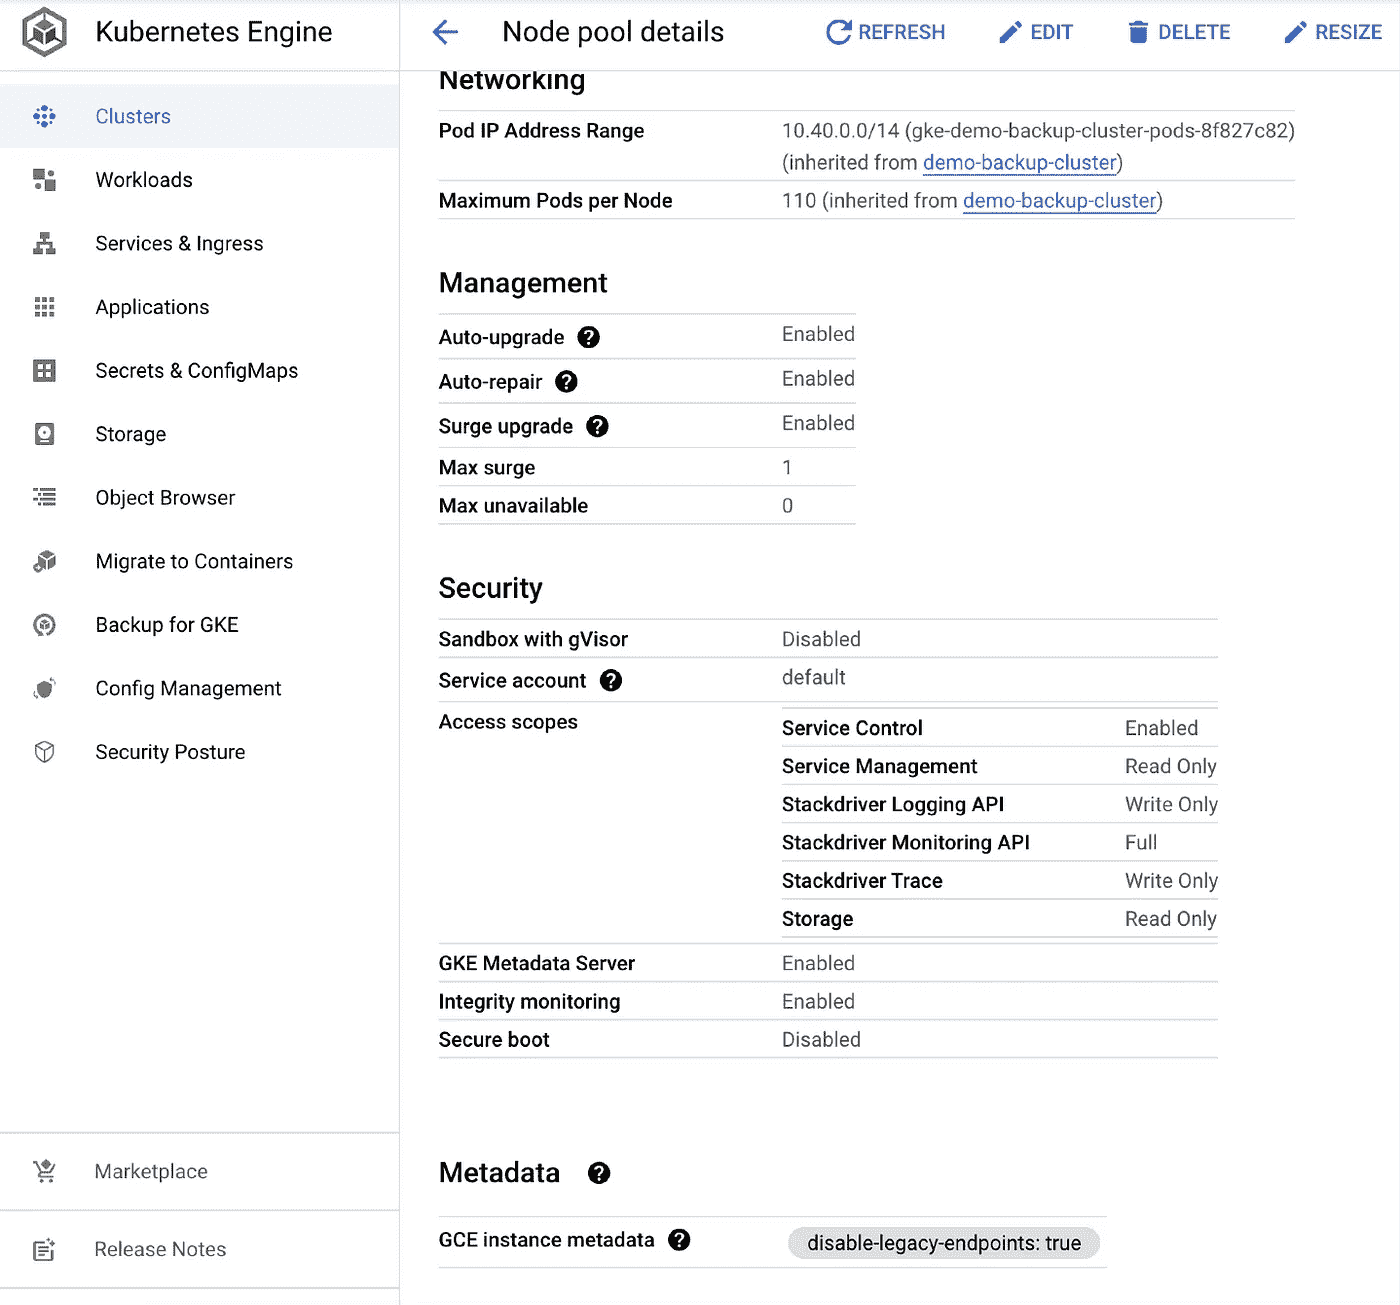 Kubernetes Engine
Node pool details
REFRESH
EDIT
DELETE
RESIZE
Clusters
Workloads
Services & Ingress
Applications
Secrets & ConfigMaps
Storage
Object Browser
Migrate to Containers
Backup for GKE
Config Management
Security Posture
Marketplace
Release Notes
Networking
Pod IP Address Range 10.40.0.0/14 (gke-demo-backup-cluster-pods-8f827c82)
(inherited from demo-backup-cluster)
Maximum Pods per Node 110 (inherited from demo-backup-cluster)
Management
Auto-upgrade ? Enabled
Auto-repair ? Enabled
Surge upgrade ? Enabled
Max surge 1
Max unavailable 0
Security
Sandbox with gVisor Disabled
Service account ? default
Access scopes
Service Control Enabled
Service Management Read Only
Stackdriver Logging API Write Only
Stackdriver Monitoring API Full
Stackdriver Trace Write Only
Storage Read Only
GKE Metadata Server Enabled
Integrity monitoring Enabled
Secure boot Disabled
Metadata ?
GCE instance metadata ? disable-legacy-endpoints: true